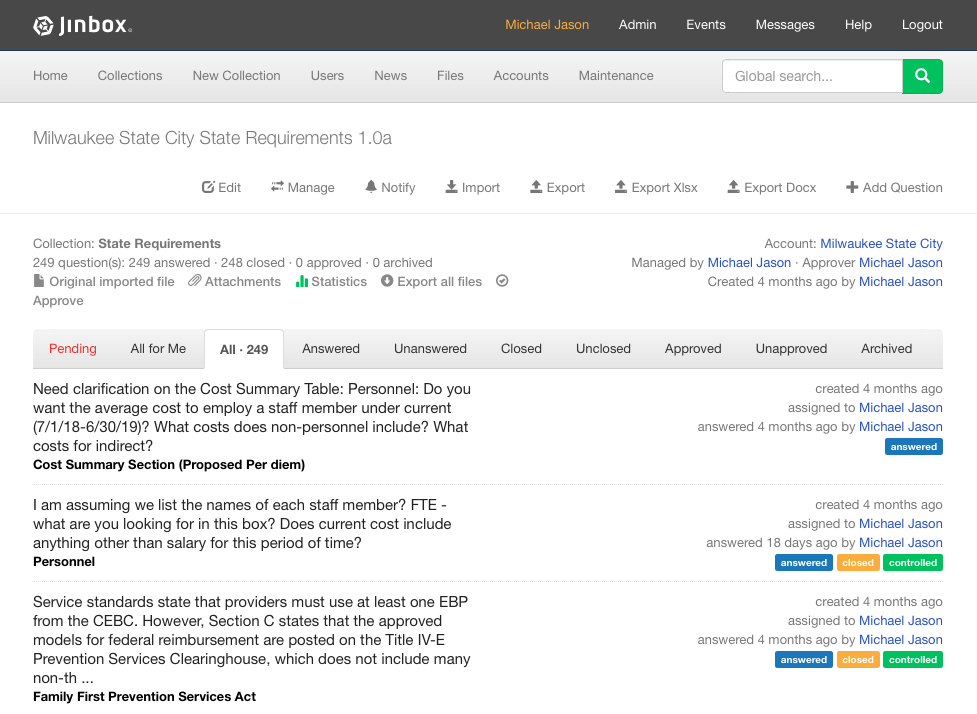 Jinbox.
Michael Jason Admin Events Messages Help Logout
Home Collections New Collection Users News Files Accounts Maintenance Global search...
Milwaukee State City State Requirements 1.0a
Edit Manage Notify Import Export Export Xlsx Export Docx Add Question
Collection: State Requirements
249 question(s): 249 answered · 248 closed · 0 approved · 0 archived
Original imported file Attachments Statistics Export all files
Approve
Account: Milwaukee State City
Managed by Michael Jason · Approver Michael Jason
Created 4 months ago by Michael Jason
Pending All for Me All · 249 Answered Unanswered Closed Unclosed Approved Unapproved Archived
Need clarification on the Cost Summary Table: Personnel: Do you
want the average cost to employ a staff member under current
(7/1/18-6/30/19)? What costs does non-personnel include? What
costs for indirect?
Cost Summary Section (Proposed Per diem)
created 4 months ago
assigned to Michael Jason
answered 4 months ago by Michael Jason
answered
I am assuming we list the names of each staff member? FTE -
what are you looking for in this box? Does current cost include
anything other than salary for this period of time?
Personnel
created 4 months ago
assigned to Michael Jason
answered 18 days ago by Michael Jason
answered closed controlled
Service standards state that providers must use at least one EBP
from the CEBC. However, Section C states that the approved
models for federal reimbursement are posted on the Title IV-E
Prevention Services Clearinghouse, which does not include many
non-th ...
Family First Prevention Services Act
created 4 months ago
assigned to Michael Jason
answered 4 months ago by Michael Jason
answered closed controlled